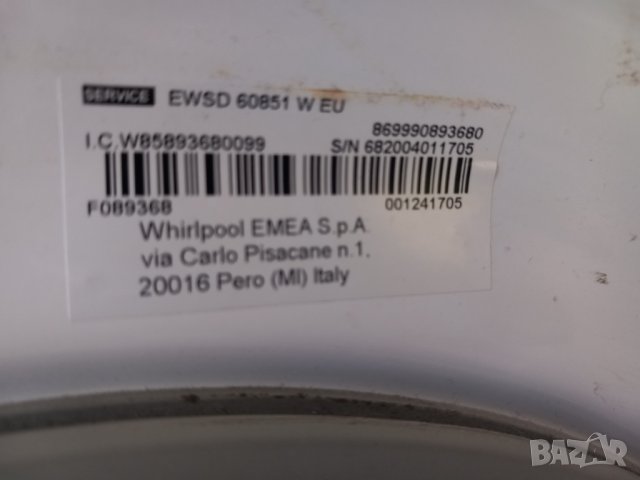 SERVICE EWSD 60851 W EU
869990893680
I.C.W85893680099 S/N 682004011705
F089368 001241705
Whirlpool EMEA S.p.A
via Carlo Pisacane n.1,
20016 Pero (MI) Italy
BAZAR